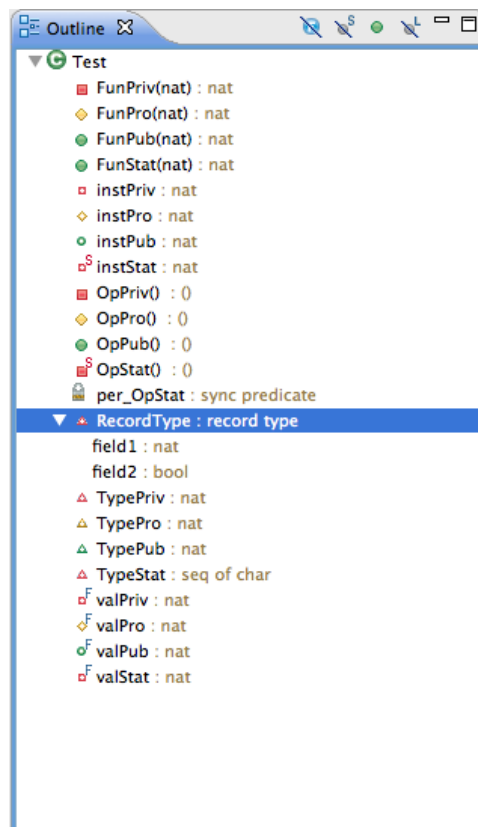 Outline
S L
C Test
FunPriv(nat) : nat
FunPro(nat) : nat
FunPub(nat) : nat
FunStat(nat) : nat
instPriv : nat
instPro : nat
instPub : nat
S instStat : nat
OpPriv() : ()
OpPro() : ()
OpPub() : ()
S OpStat() : ()
per_OpStat : sync predicate
RecordType : record type
field1 : nat
field2 : bool
TypePriv : nat
TypePro : nat
TypePub : nat
TypeStat : seq of char
F valPriv : nat
F valPro : nat
F valPub : nat
F valStat : nat